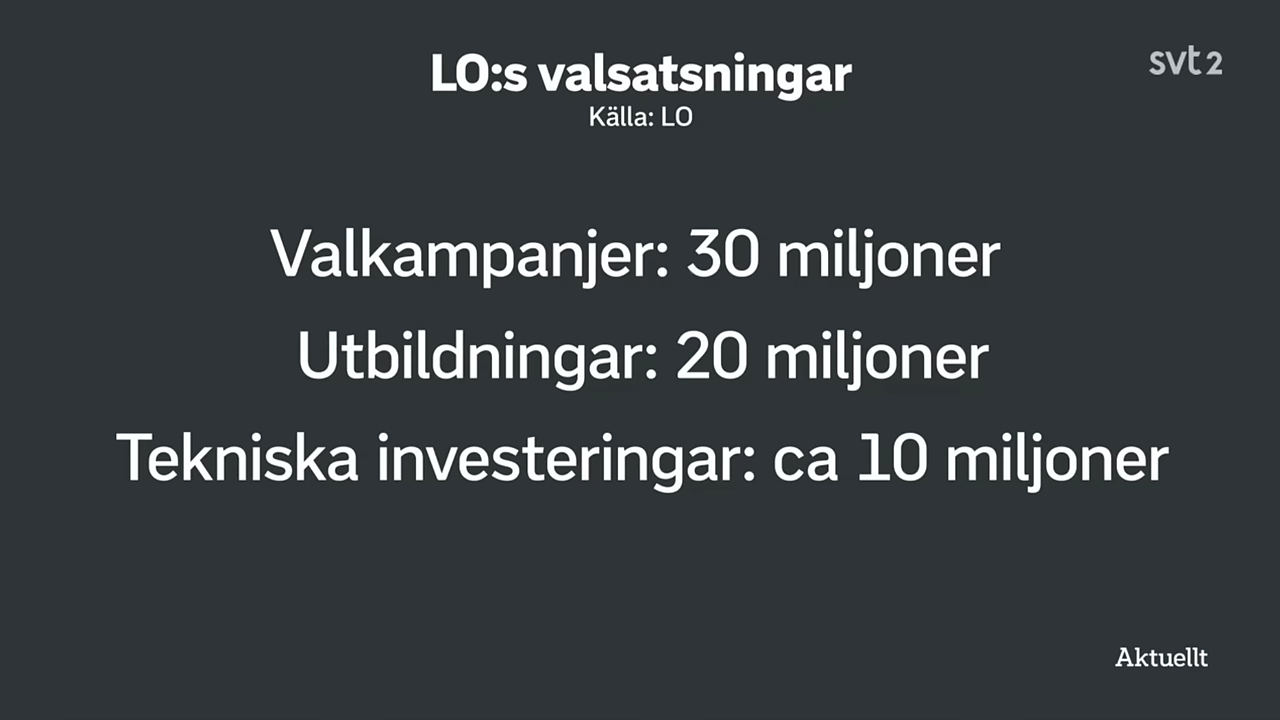 LO:s valsatsningar
svt2
Källa: LO
Valkampanjer: 30 miljoner
Utbildningar: 20 miljoner
Tekniska investeringar: ca 10 miljoner
Aktuellt